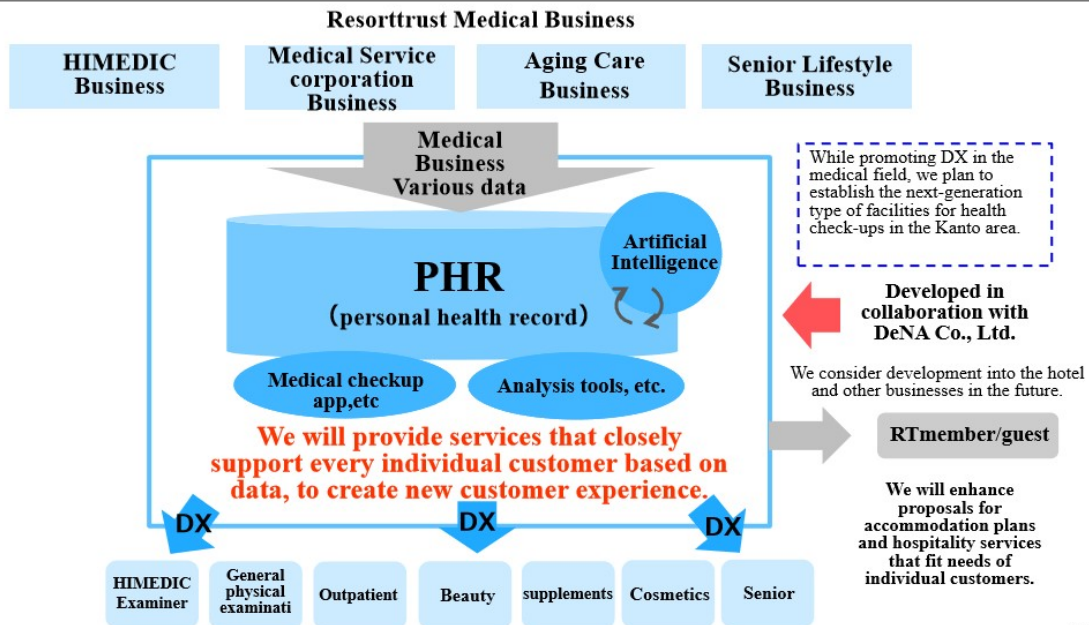 Resorttrust Medical Business
HIMEDIC
Business
Medical Service
corporation
Business
Aging Care
Business
Senior Lifestyle
Business
Medical
Business
Various data
While promoting DX in the
medical field, we plan to
establish the next-generation
type of facilities for health
check-ups in the Kanto area.
Artificial
Intelligence
PHR
(personal health record)
Developed in
collaboration with
DeNA Co., Ltd.
Medical checkup
app,etc
Analysis tools, etc.
We consider development into the hotel
and other businesses in the future.
RTmember/guest
We will provide services that closely
support every individual customer based on
data, to create new customer experience.
We will enhance
proposals for
accommodation plans
and hospitality services
that fit needs of
individual customers.
DX
DX
DX
HIMEDIC
Examiner
General
physical
examinati
Outpatient
Beauty
supplements
Cosmetics
Senior